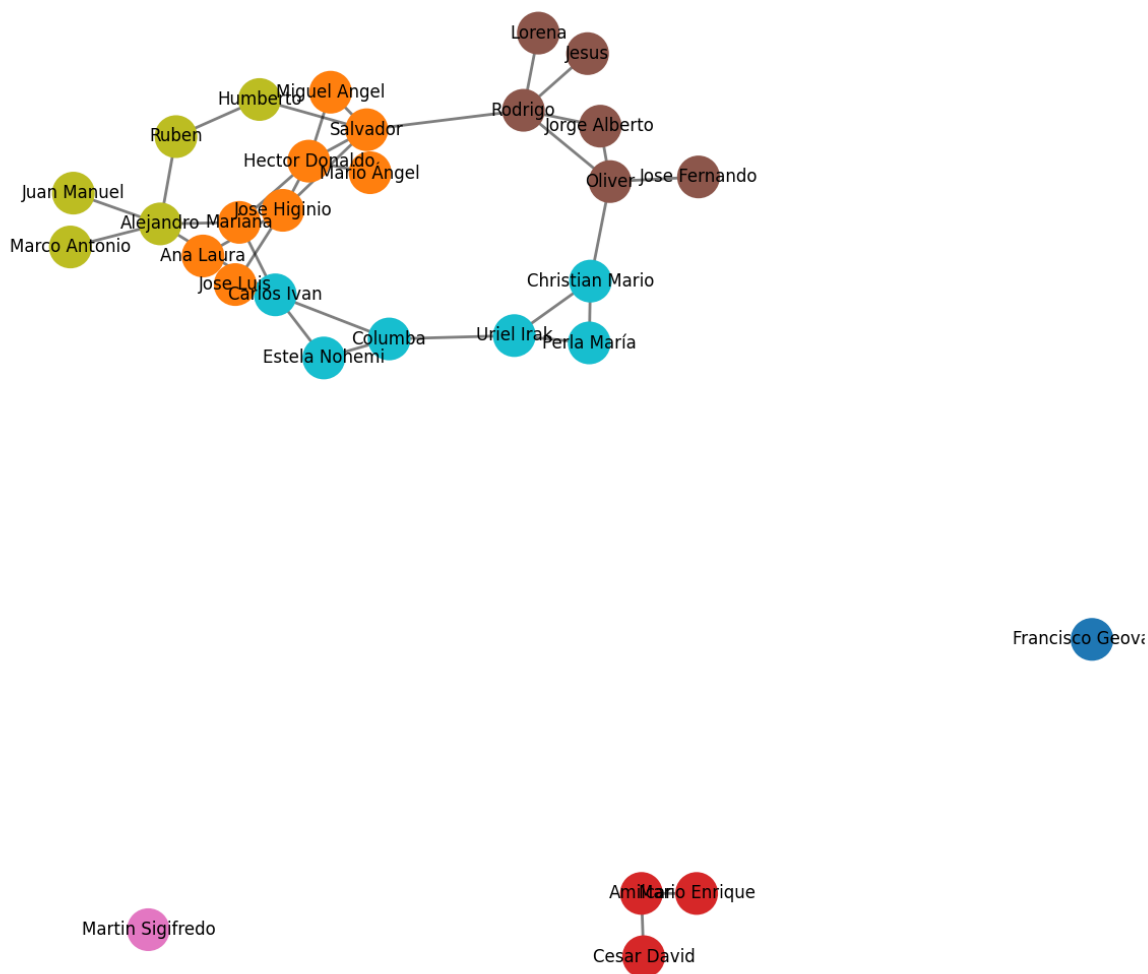 Lorena
Jesus
Miguel Angel
Humberto
Rodrigo
Jorge Alberto
Salvador
Ruben
Hector Donaldo.
Mario Angel
Jose Fernando
Oliver
Juan Manuel
Jose Higinio
Alejandro
Mariana
Marco Antonio
Ana Laura
Christian Mario
Jose Luis
Carlos Ivan
Uriel Irak
Columba
Perla María
Estela Nohemi
Francisco Geova
Mario Enrique
Martin Sigifredo
Cesar David